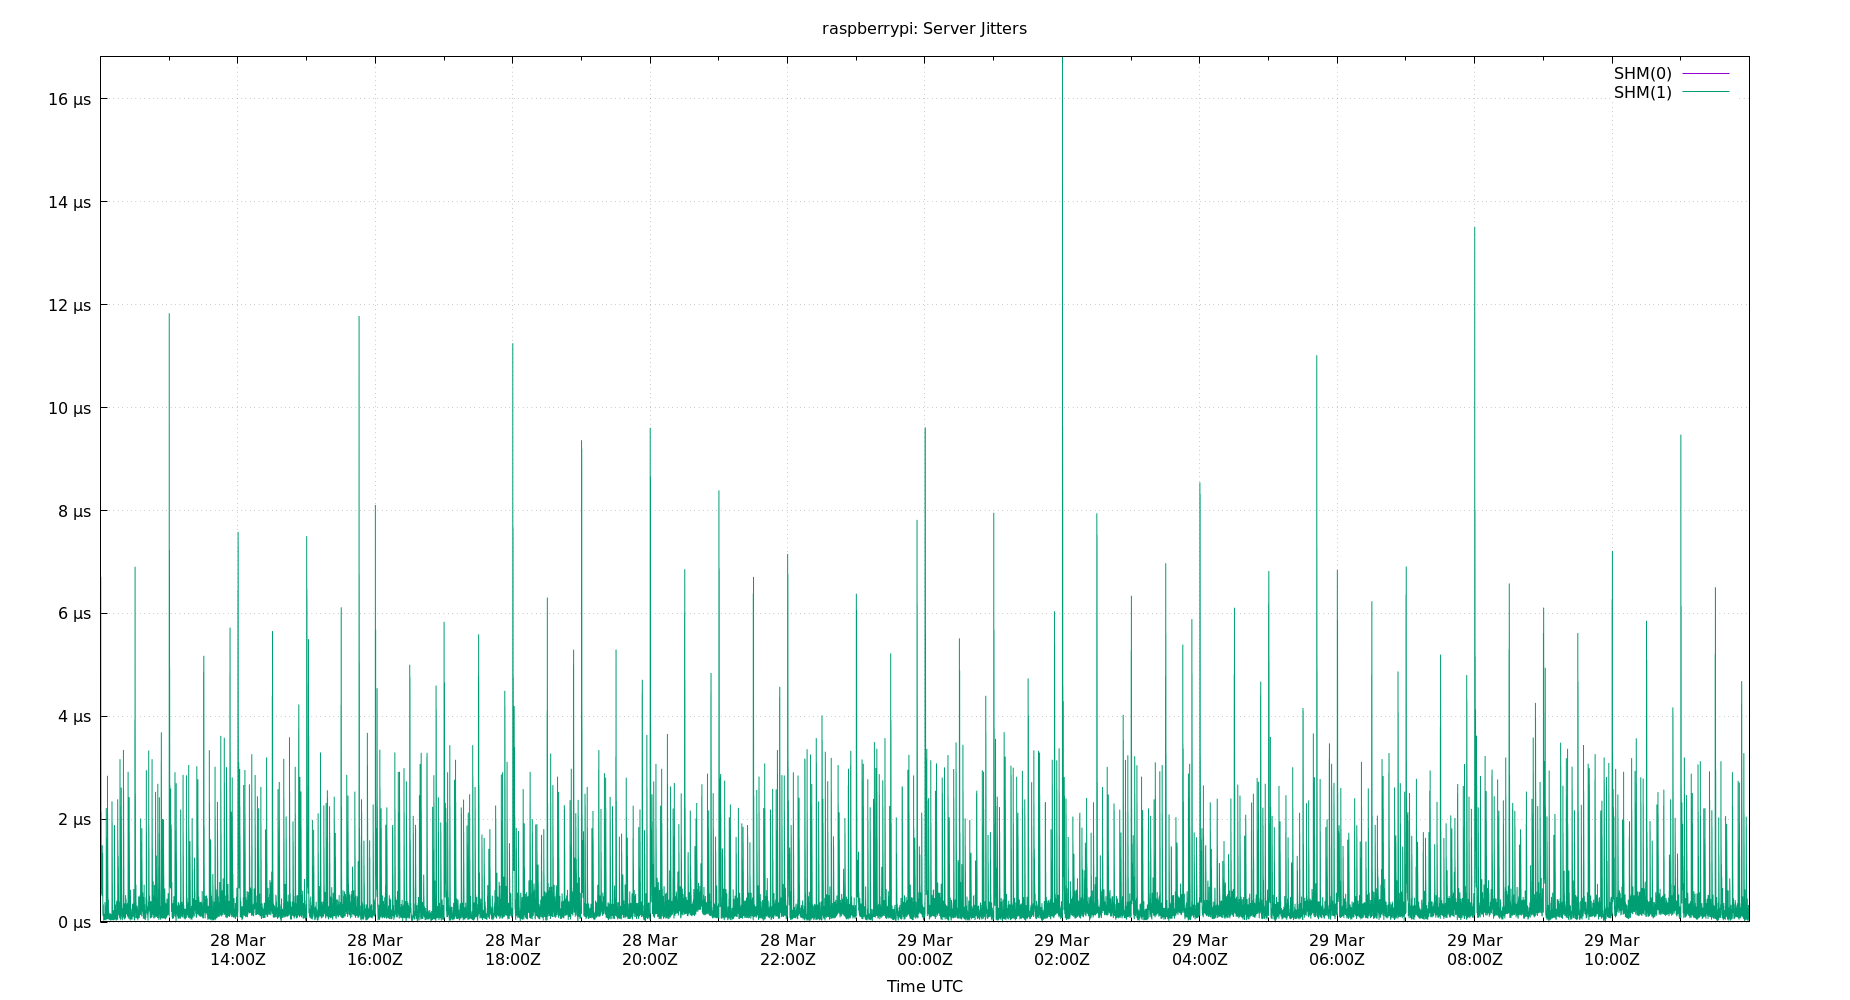 raspberrypi: Server Jitters
SHM(0)
SHM(1)
16 µs
14 µs
12 µs
10 µs
8 µs
6 µs
4 µs
2 µs
0 µs
28 Mar 28 Mar 28 Mar 28 Mar 28 Mar 29 Mar 29 Mar 29 Mar 29 Mar 29 Mar 29 Mar
14:00Z 16:00Z 18:00Z 20:00Z 22:00Z 00:00Z 02:00Z 04:00Z 06:00Z 08:00Z 10:00Z
Time UTC